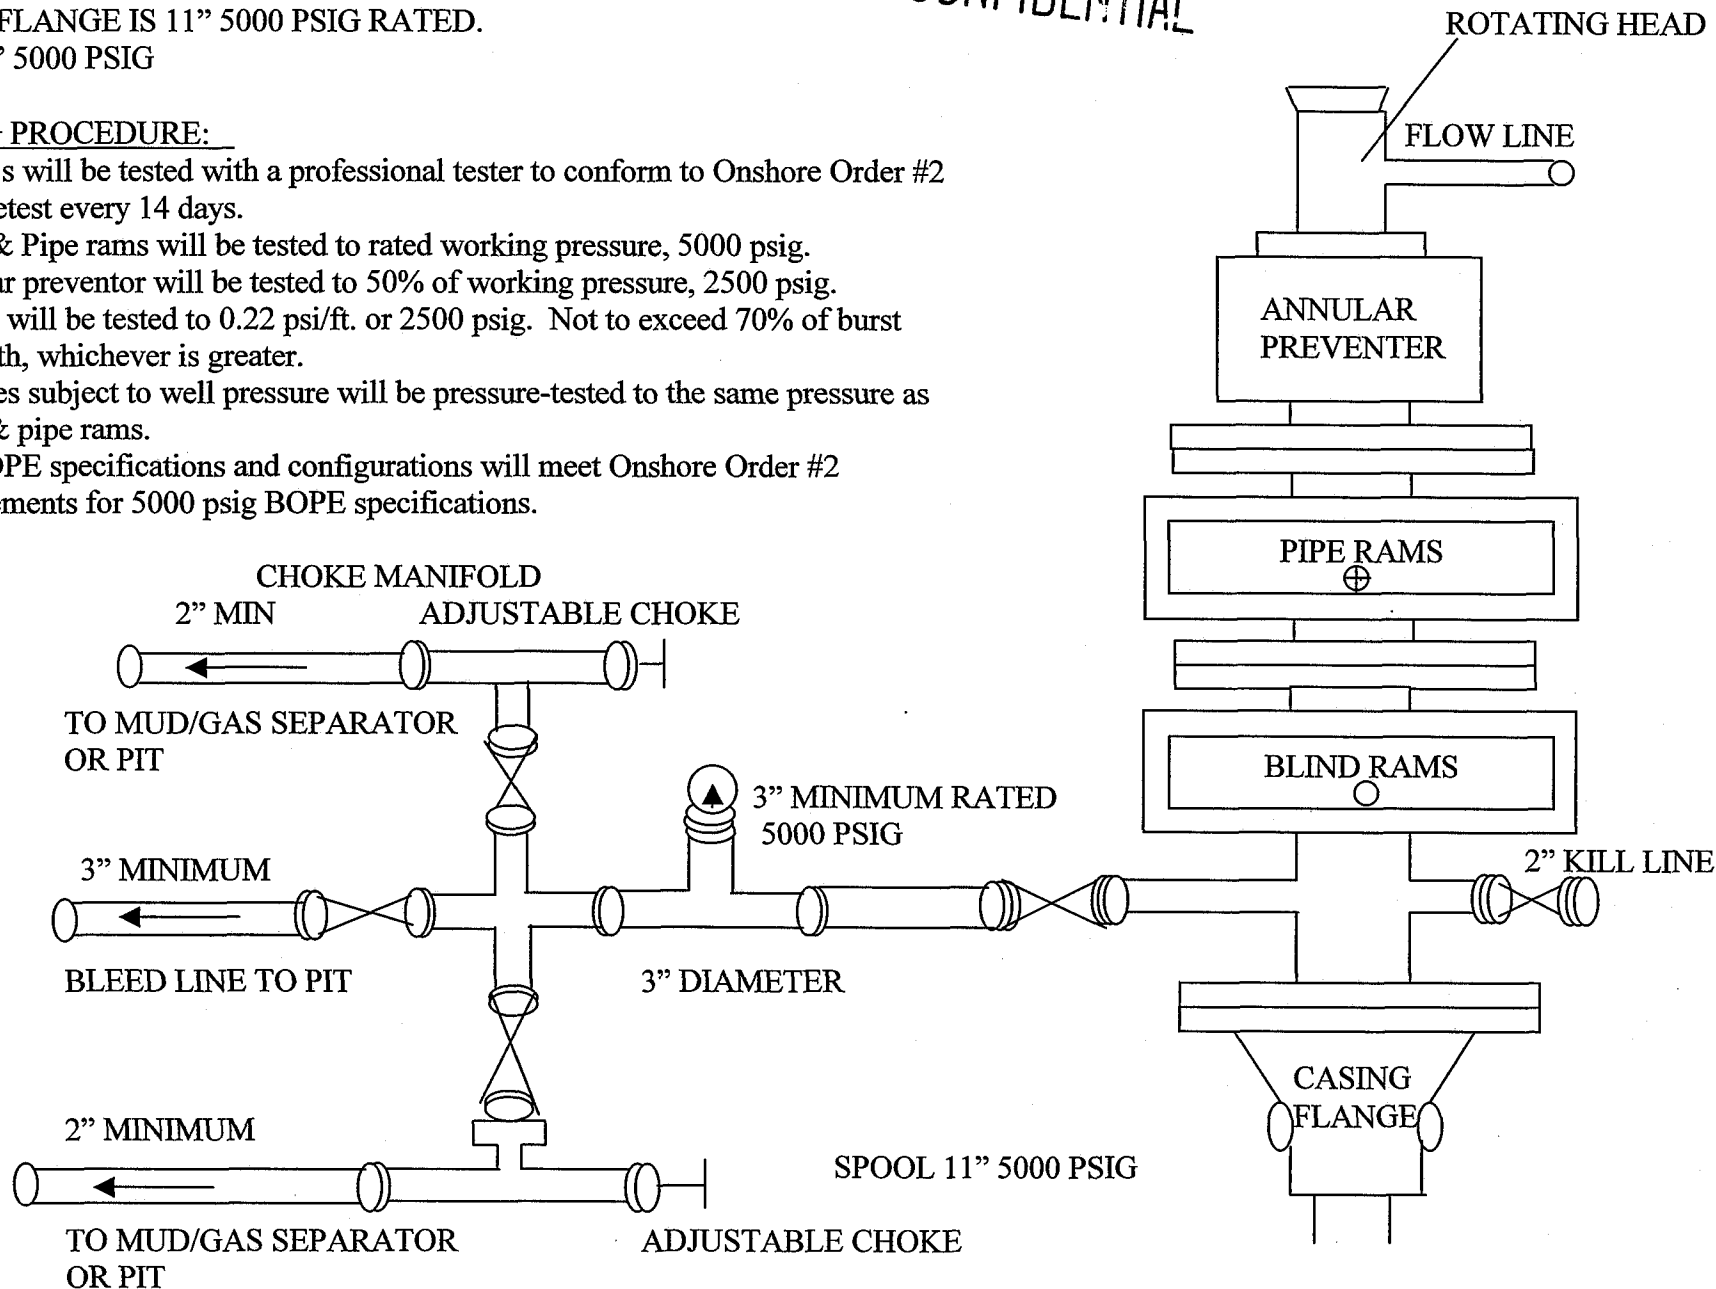 FLANGE IS 11” 5000 PSIG RATED.
” 5000 PSIG
CONFIDENTIAL
PROCEDURE:
s will be tested with a professional tester to conform to Onshore Order #2
etest every 14 days.
& Pipe rams will be tested to rated working pressure, 5000 psig.
ar preventor will be tested to 50% of working pressure, 2500 psig.
will be tested to 0.22 psi/ft. or 2500 psig. Not to exceed 70% of burst
th, whichever is greater.
es subject to well pressure will be pressure-tested to the same pressure as
& pipe rams.
OPE specifications and configurations will meet Onshore Order #2
ements for 5000 psig BOPE specifications.
ROTATING HEAD
FLOW LINE
ANNULAR
PREVENTER
PIPE RAMS
BLIND RAMS
2” KILL LINE
CASING
FLANGE
SPOOL 11” 5000 PSIG
CHOKE MANIFOLD
2” MIN ADJUSTABLE CHOKE
TO MUD/GAS SEPARATOR
OR PIT
3” MINIMUM RATED
5000 PSIG
3” MINIMUM
BLEED LINE TO PIT
3” DIAMETER
2” MINIMUM
TO MUD/GAS SEPARATOR
OR PIT
ADJUSTABLE CHOKE